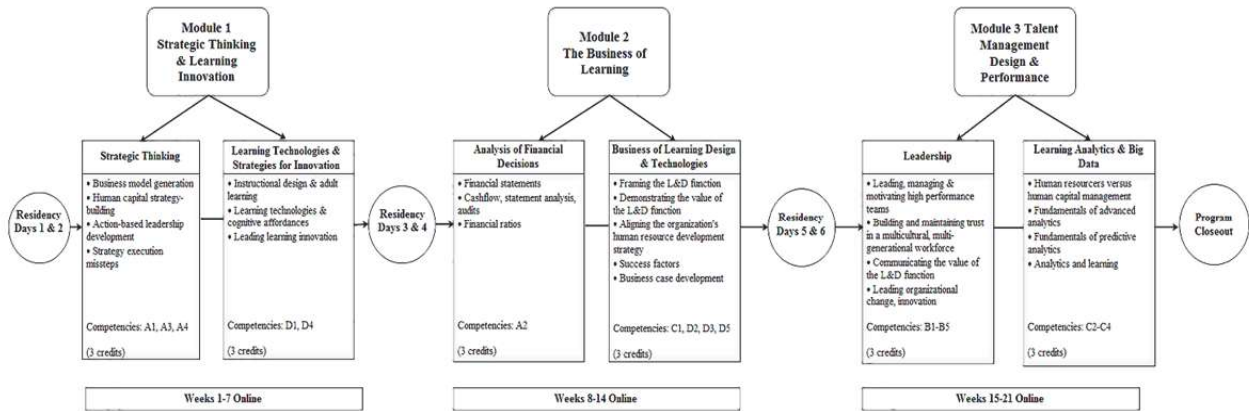 Module 1
Strategic Thinking
& Learning
Innovation
Module 2
The Business of
Learning
Module 3 Talent
Management
Design &
Performance
Residency
Days 1 & 2
Strategic Thinking
• Business model generation
• Human capital strategy-
building
• Action-based leadership
development
• Strategy execution
missteps
Competencies: A1, A3, A4
(3 credits)
Learning Technologies &
Strategies for Innovation
• Instructional design & adult
learning
• Learning technologies &
cognitive affordances
• Leading learning innovation
Competencies: D1, D4
(3 credits)
Weeks 1-7 Online
Residency
Days 3 & 4
Analysis of Financial
Decisions
• Financial statements
• Cashflow, statement analysis,
audits
• Financial ratios
Competencies: A2
(3 credits)
Business of Learning Design
& Technologies
• Framing the L&D function
• Demonstrating the value
of the L&D function
• Aligning the organization's
human resource development
strategy
• Success factors
• Business case development
Competencies: C1, D2, D3, D5
(3 credits)
Weeks 8-14 Online
Residency
Days 5 & 6
Leadership
• Leading, managing &
motivating high performance
teams
• Building and maintaining trust
in a multicultural, multi-
generational workforce
• Communicating the value of
the L&D function
• Leading organizational
change, innovation
Competencies: B1-B5
(3 credits)
Learning Analytics & Big
Data
• Human resourcers versus
human capital management
• Fundamentals of advanced
analytics
• Fundamentals of predictive
analytics
• Analytics and learning
Competencies: C2-C4
(3 credits)
Weeks 15-21 Online
Program
Closeout